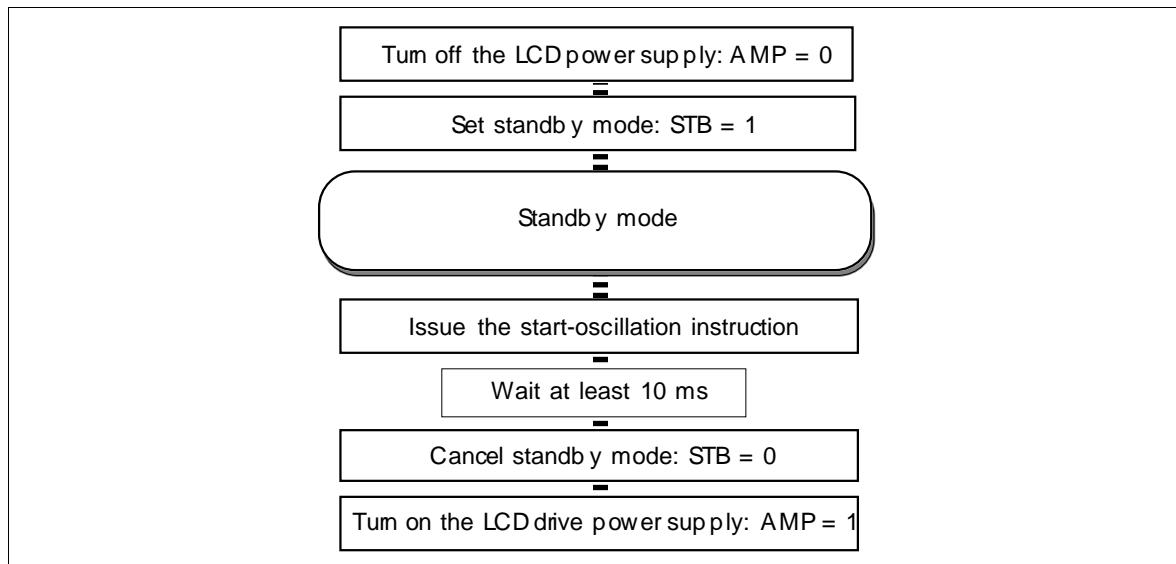 Turn off the LCD power supply: AMP = 0
Set standby mode: STB = 1
Standby mode
Issue the start-oscillation instruction
Wait at least 10 ms
Cancel standby mode: STB = 0
Turn on the LCD drive power supply: AMP = 1